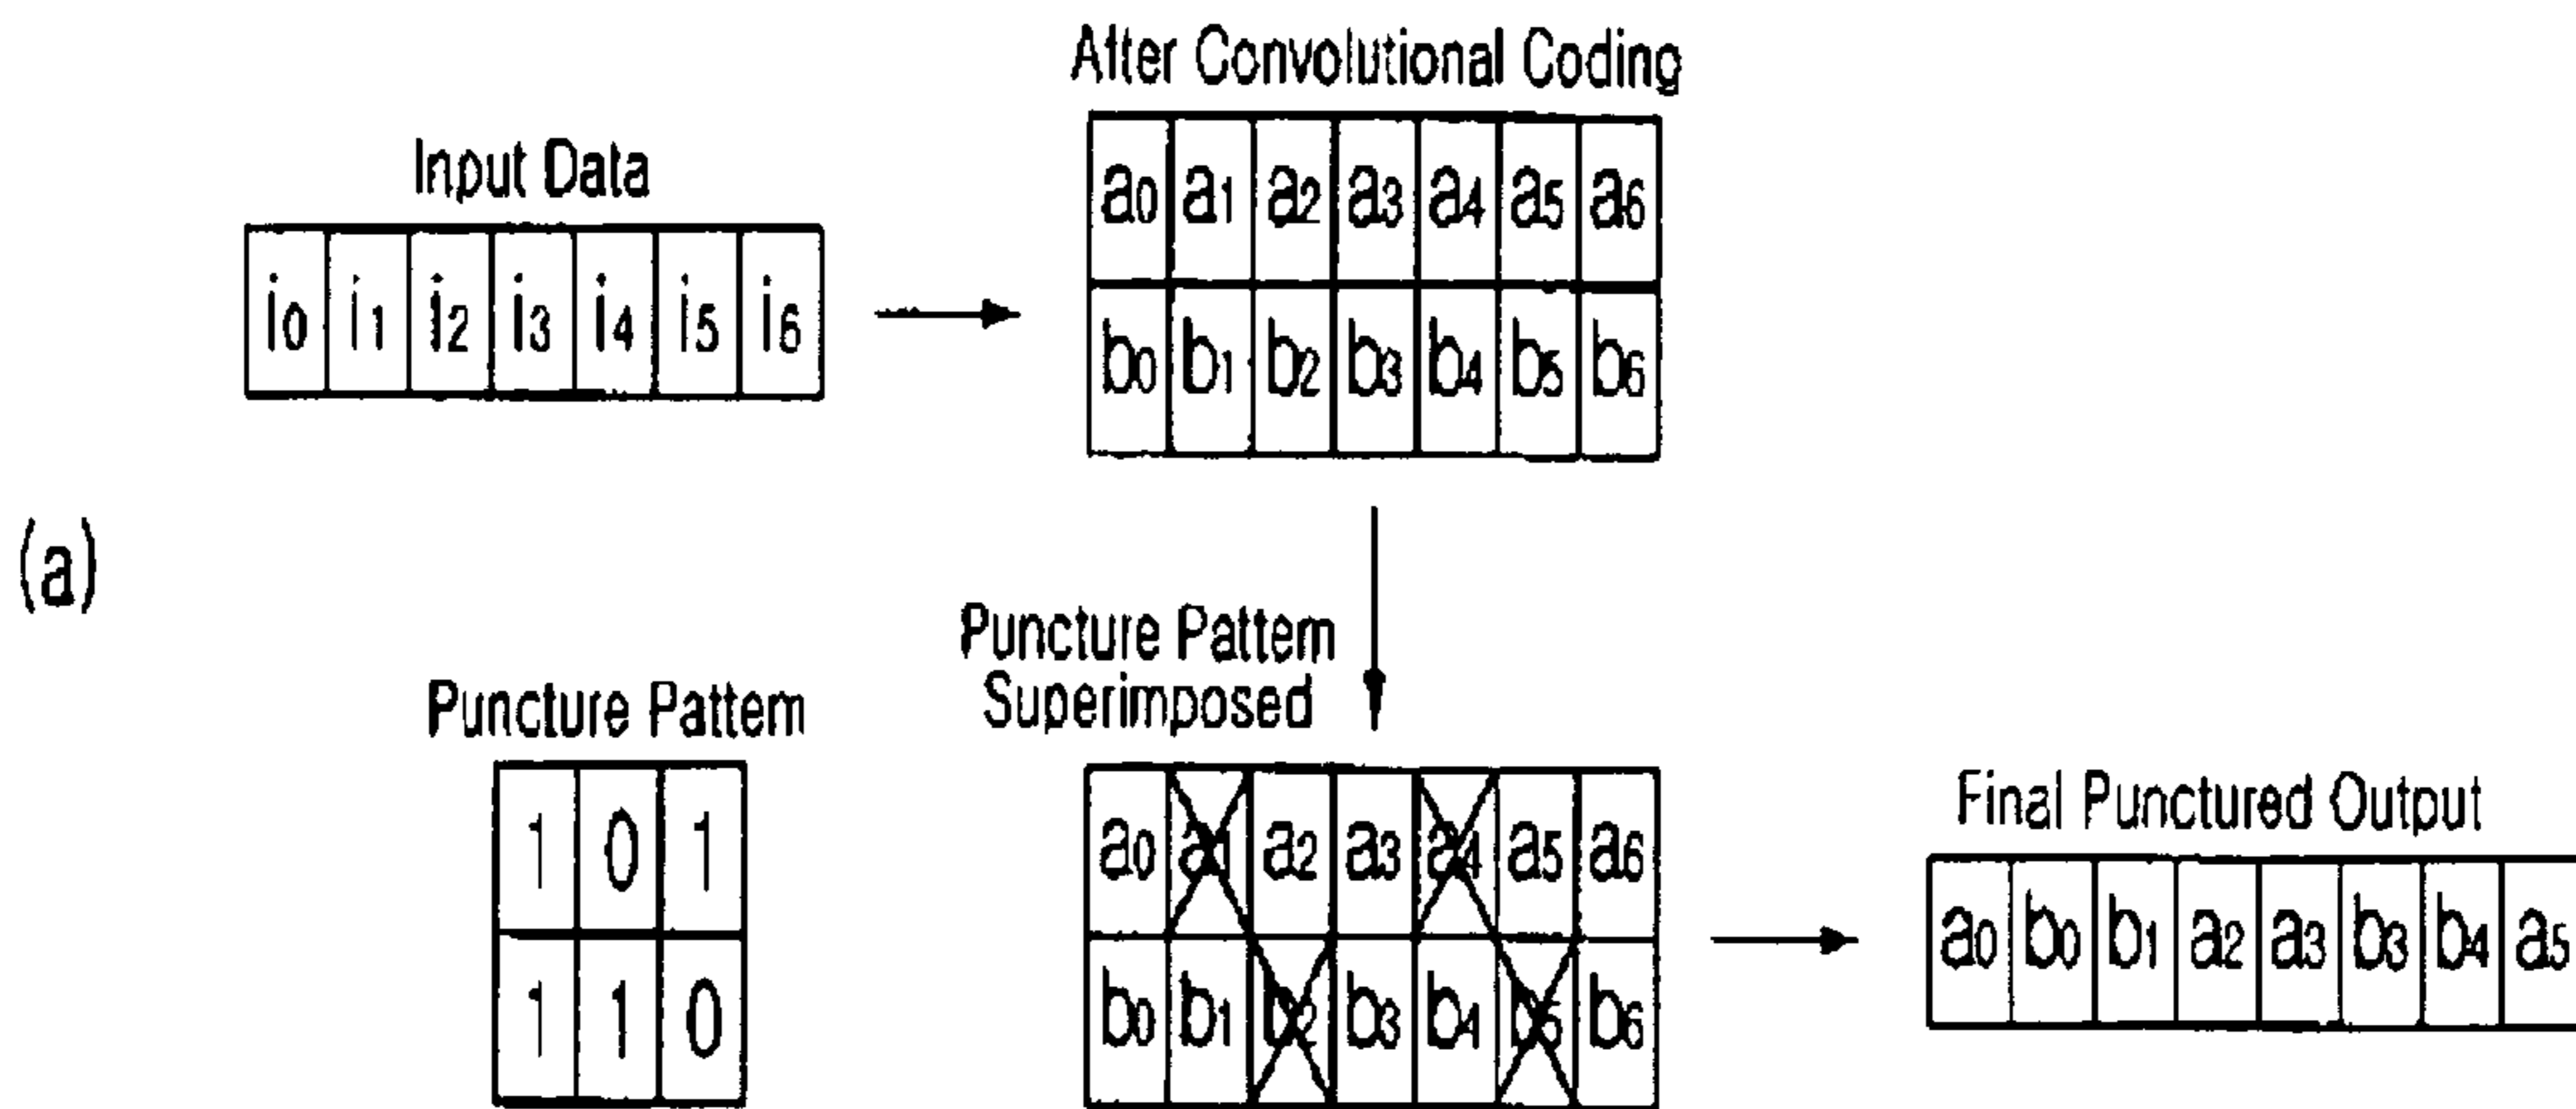 After Convolutional Coding
Input Data
a0 a1 a2 a3 a4 a5 a6
i0 i1 i2 i3 i4 i5 i6
b0 b1 b2 b3 b4 b5 b6
(a)
Puncture Pattern
Superimposed
Puncture Pattern
Final Punctured Output
1 0 1
a0 a1 a2 a3 a4 a5 a6
a0 b0 b1 a2 a3 b3 b4 a5
1 1 0
b0 b1 b2 b3 b4 b5 b6